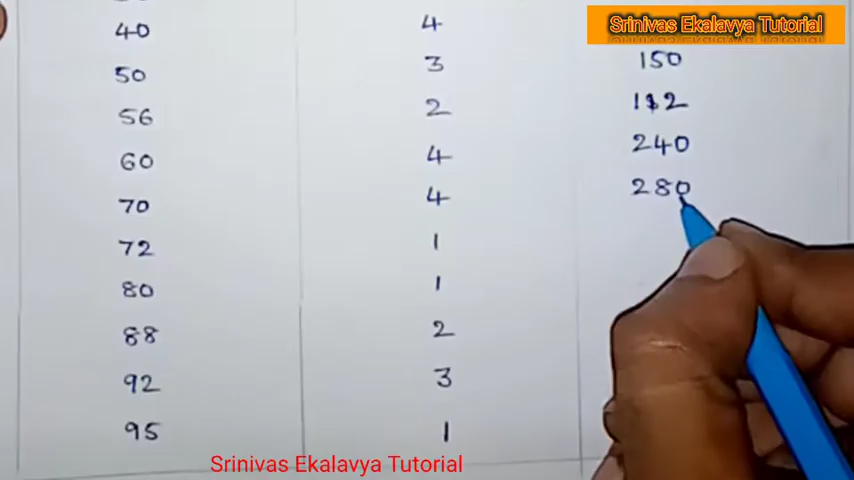 Srinivas Ekalavya Tutorial
40 4
50 3 150
56 2 112
60 4 240
70 4 280
72 1
80 1
88 2
92 3
95 1
Srinivas Ekalavya Tutorial